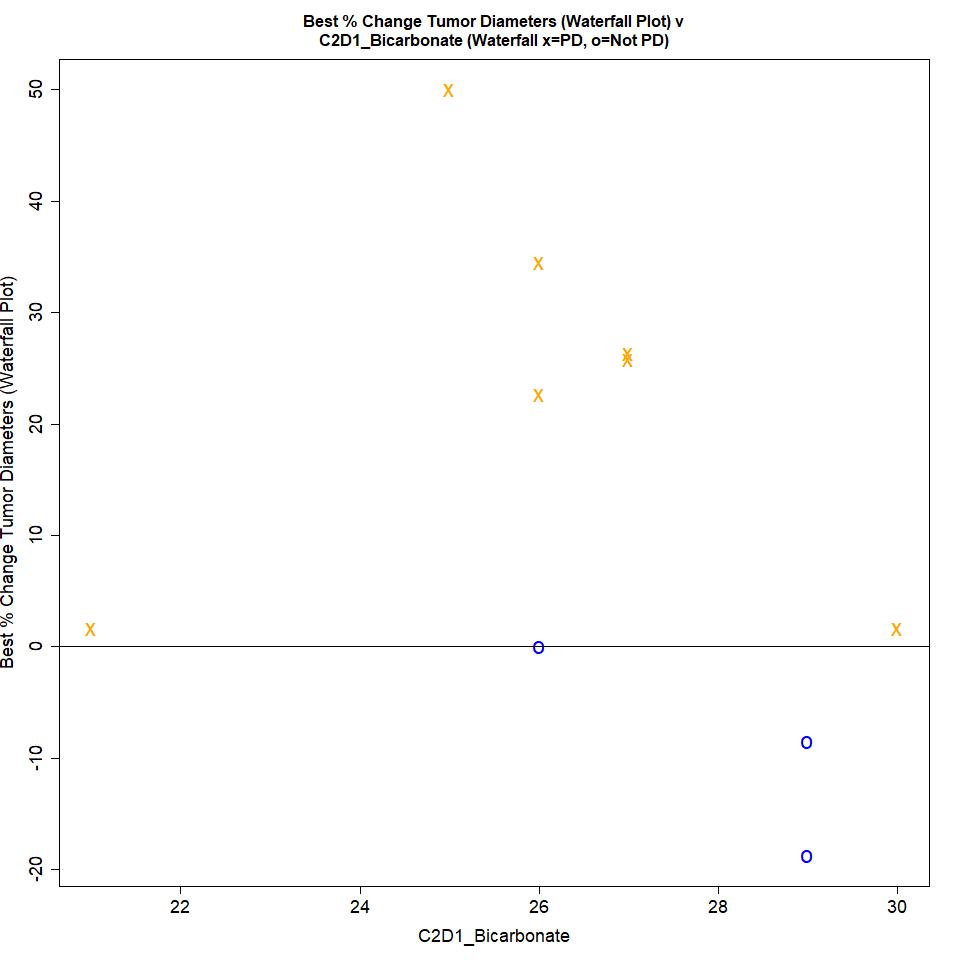 Best % Change Tumor Diameters (Waterfall Plot) v
C2D1_Bicarbonate (Waterfall x=PD, o=Not PD)
Best % Change Tumor Diameters (Waterfall Plot)
50
40
30
20
10
0
-10
-20
X
X
X
X
X
X
X
O
O
O
22
24
26
28
30
C2D1_Bicarbonate